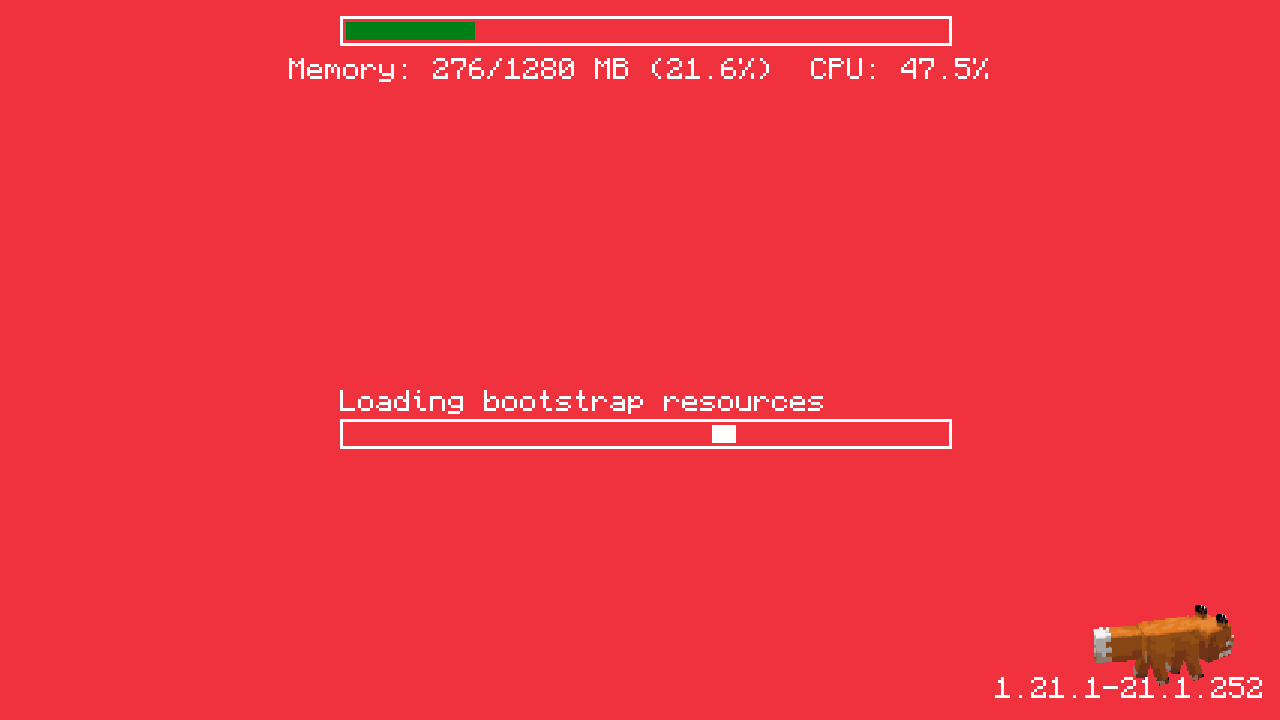 Memory: 276/1280 MB (21.6%)  CPU: 47.5%
Loading bootstrap resources
1.21.1-21.1.252